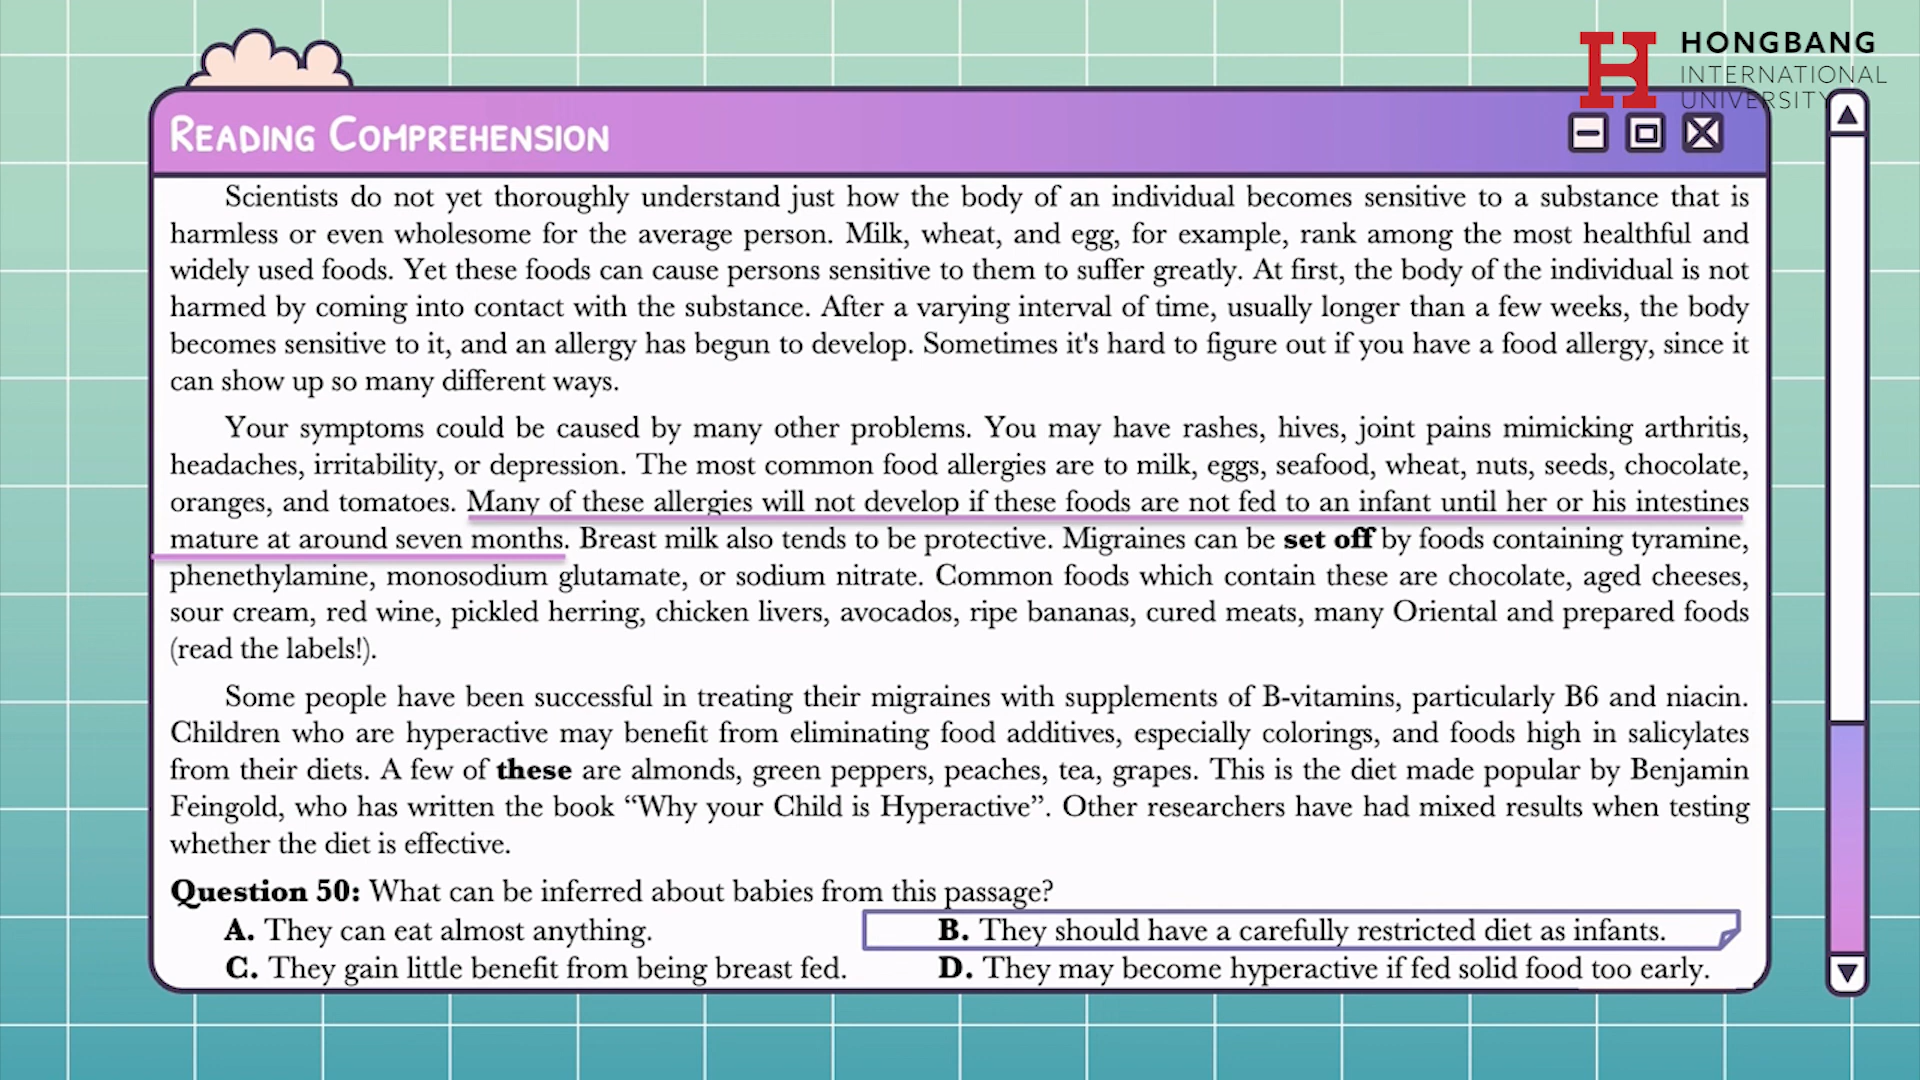 HONGBANG
INTERNATIONAL
UNIVERSITY
READING COMPREHENSION
Scientists do not yet thoroughly understand just how the body of an individual becomes sensitive to a substance that is
harmless or even wholesome for the average person. Milk, wheat, and egg, for example, rank among the most healthful and
widely used foods. Yet these foods can cause persons sensitive to them to suffer greatly. At first, the body of the individual is not
harmed by coming into contact with the substance. After a varying interval of time, usually longer than a few weeks, the body
becomes sensitive to it, and an allergy has begun to develop. Sometimes it's hard to figure out if you have a food allergy, since it
can show up so many different ways.
Your symptoms could be caused by many other problems. You may have rashes, hives, joint pains mimicking arthritis,
headaches, irritability, or depression. The most common food allergies are to milk, eggs, seafood, wheat, nuts, seeds, chocolate,
oranges, and tomatoes. Many of these allergies will not develop if these foods are not fed to an infant until her or his intestines
mature at around seven months. Breast milk also tends to be protective. Migraines can be set off by foods containing tyramine,
phenethylamine, monosodium glutamate, or sodium nitrate. Common foods which contain these are chocolate, aged cheeses,
sour cream, red wine, pickled herring, chicken livers, avocados, ripe bananas, cured meats, many Oriental and prepared foods
(read the labels!).
Some people have been successful in treating their migraines with supplements of B-vitamins, particularly B6 and niacin.
Children who are hyperactive may benefit from eliminating food additives, especially colorings, and foods high in salicylates
from their diets. A few of these are almonds, green peppers, peaches, tea, grapes. This is the diet made popular by Benjamin
Feingold, who has written the book “Why your Child is Hyperactive”. Other researchers have had mixed results when testing
whether the diet is effective.
Question 50: What can be inferred about babies from this passage?
A. They can eat almost anything. B. They should have a carefully restricted diet as infants.
C. They gain little benefit from being breast fed. D. They may become hyperactive if fed solid food too early.